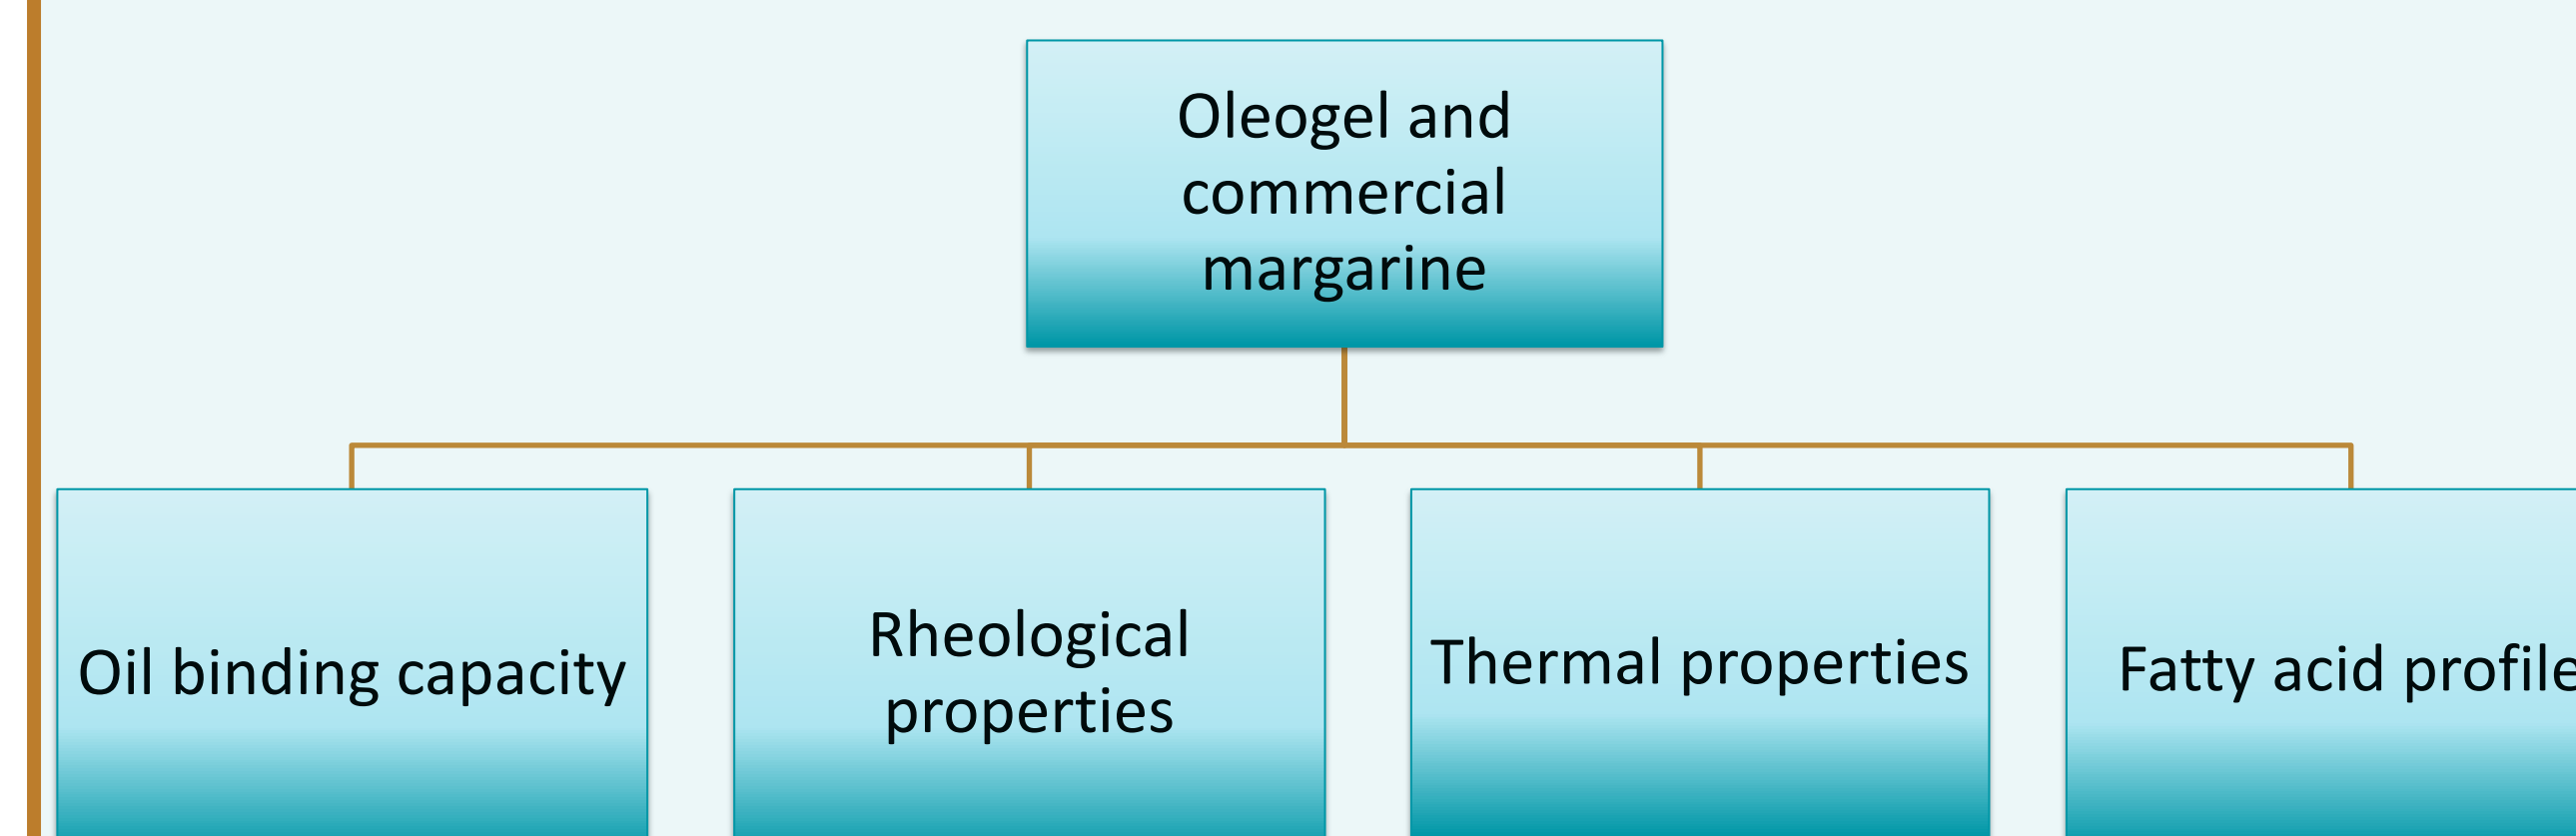 Oleogel and
commercial
margarine
Oil binding capacity
Rheological
properties
Thermal properties
Fatty acid profile